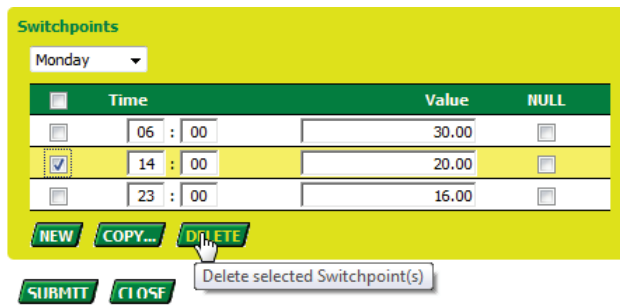 Switchpoints
Monday
Time Value NULL
06 : 00 30.00
14 : 00 20.00
23 : 00 16.00
NEW COPY... DELETE
Delete selected Switchpoint(s)
SUBMIT CLOSE